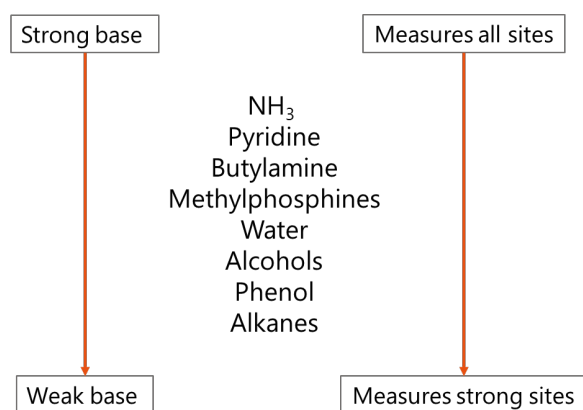 Strong base
Measures all sites
NH₃
Pyridine
Butylamine
Methylphosphines
Water
Alcohols
Phenol
Alkanes
Weak base
Measures strong sites